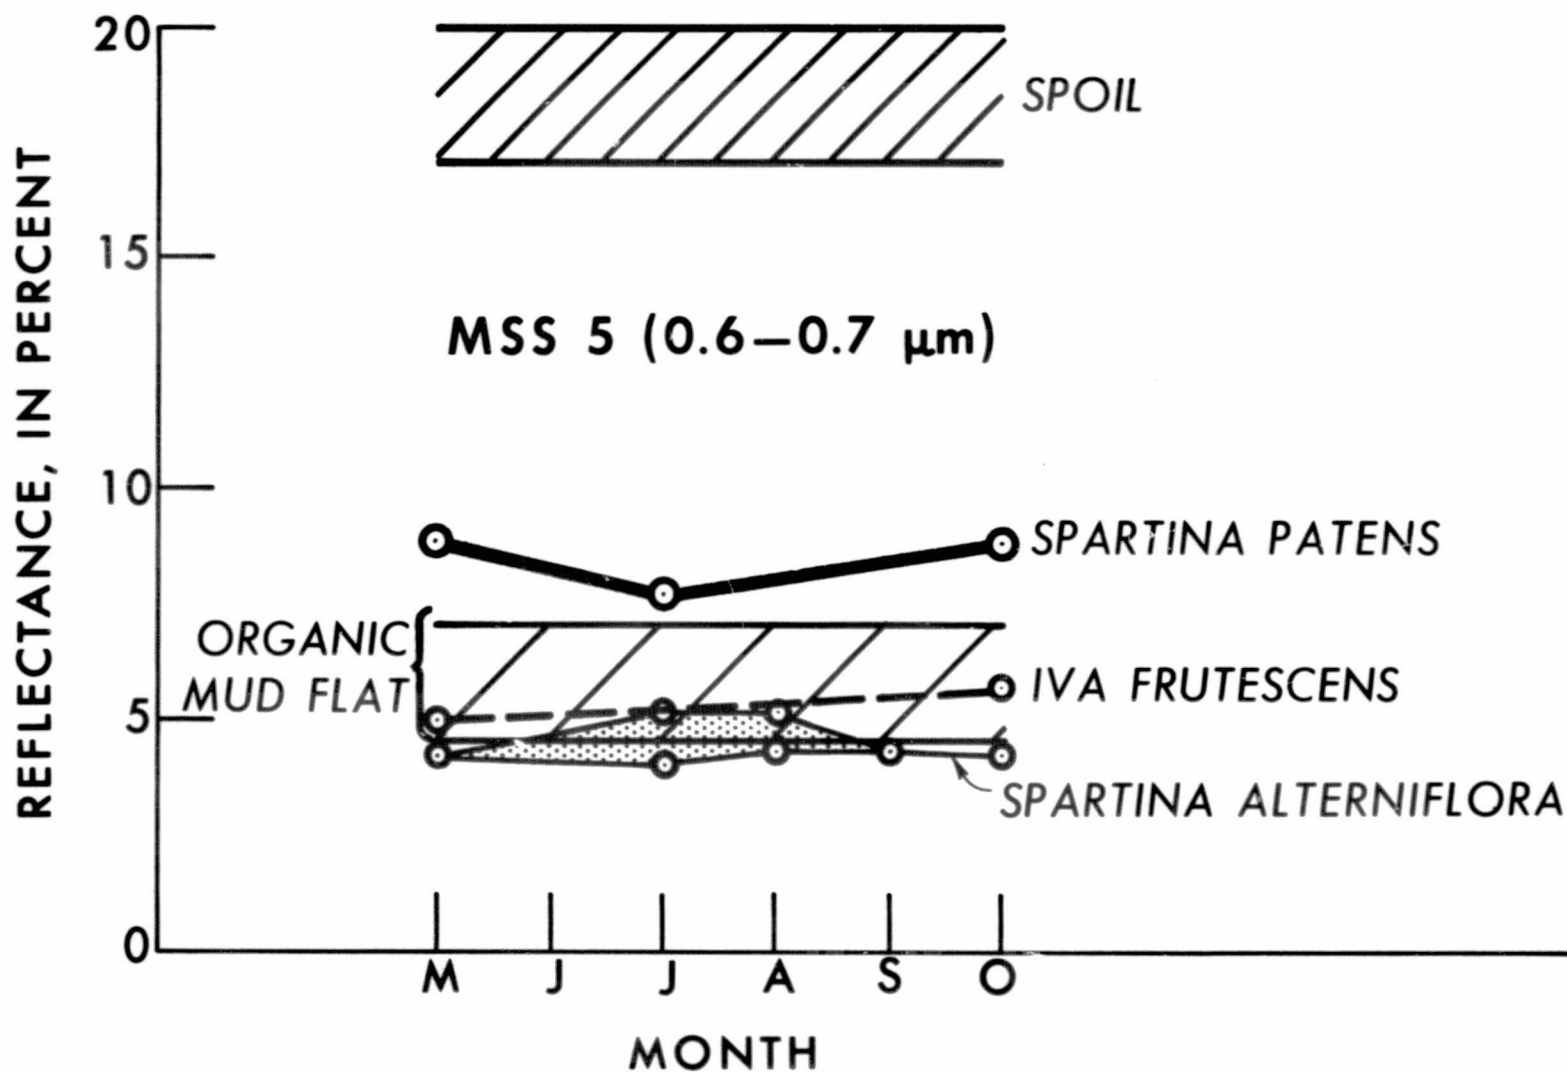 20
SPOIL
15
REFLECTANCE, IN PERCENT
MSS 5 (0.6–0.7 µm)
10
SPARTINA PATENS
ORGANIC
MUD FLAT
IVA FRUTESCENS
5
SPARTINA ALTERNIFLORA
0
M J J A S O
MONTH